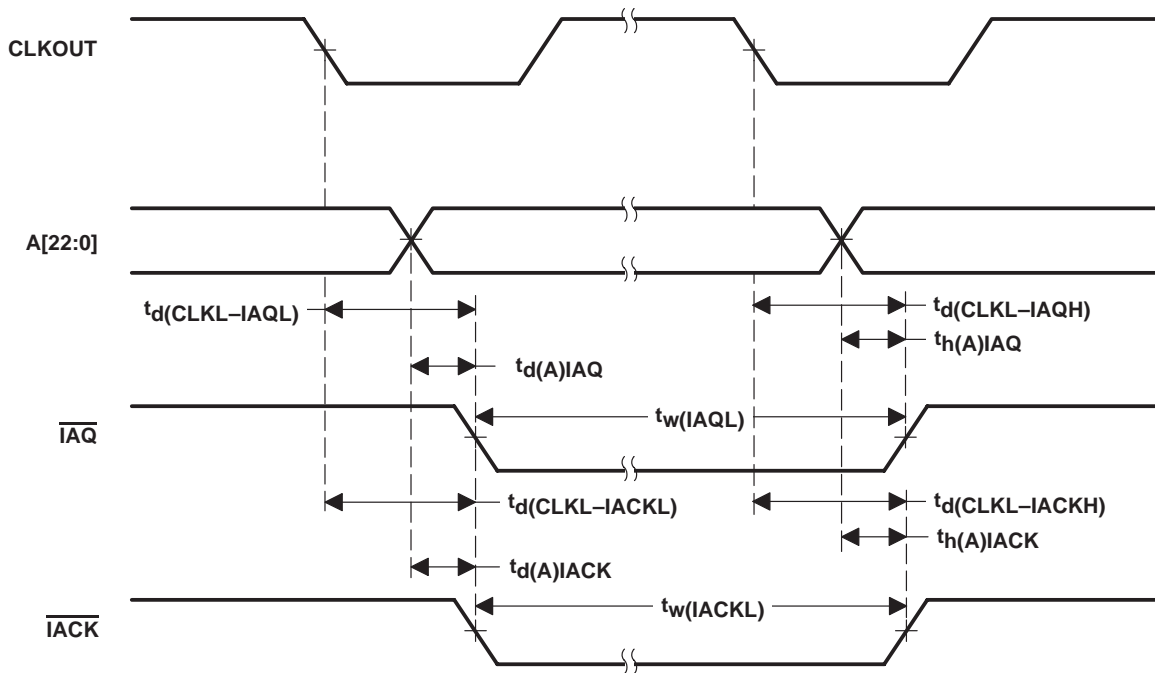 CLKOUT
A[22:0]
td(CLKL–IAQL)
td(CLKL–IAQH)
th(A)IAQ
td(A)IAQ
tw(IAQL)
IAQ
td(CLKL–IACKL)
td(CLKL–IACKH)
th(A)IACK
td(A)IACK
tw(IACKL)
IACK